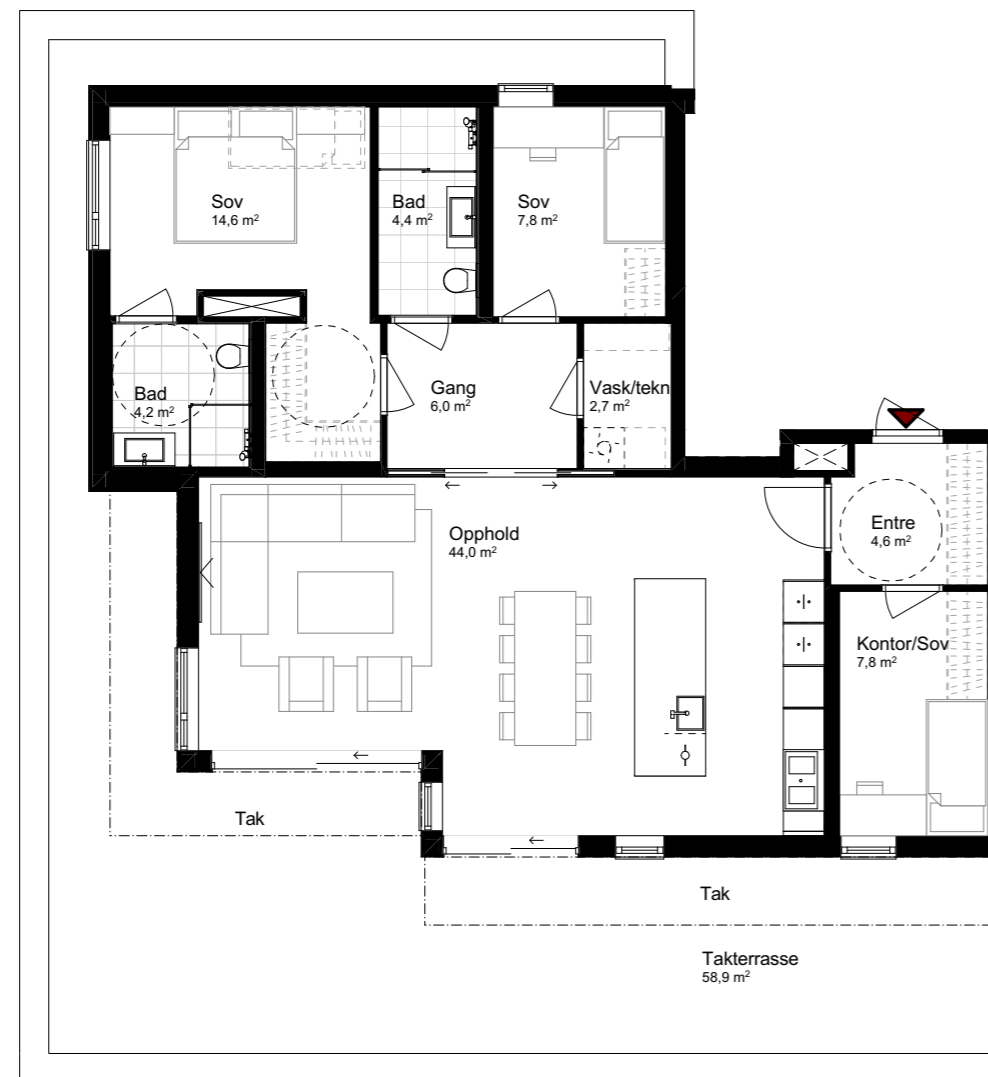 Sov
14,6 m²
Bad
4,4 m²
Sov
7,8 m²
Bad
4,2 m²
Gang
6,0 m²
Vask/tekn
2,7 m²
Opphold
44,0 m²
Entre
4,6 m²
Kontor/Sov
7,8 m²
Tak
Tak
Takterrasse
58,9 m²